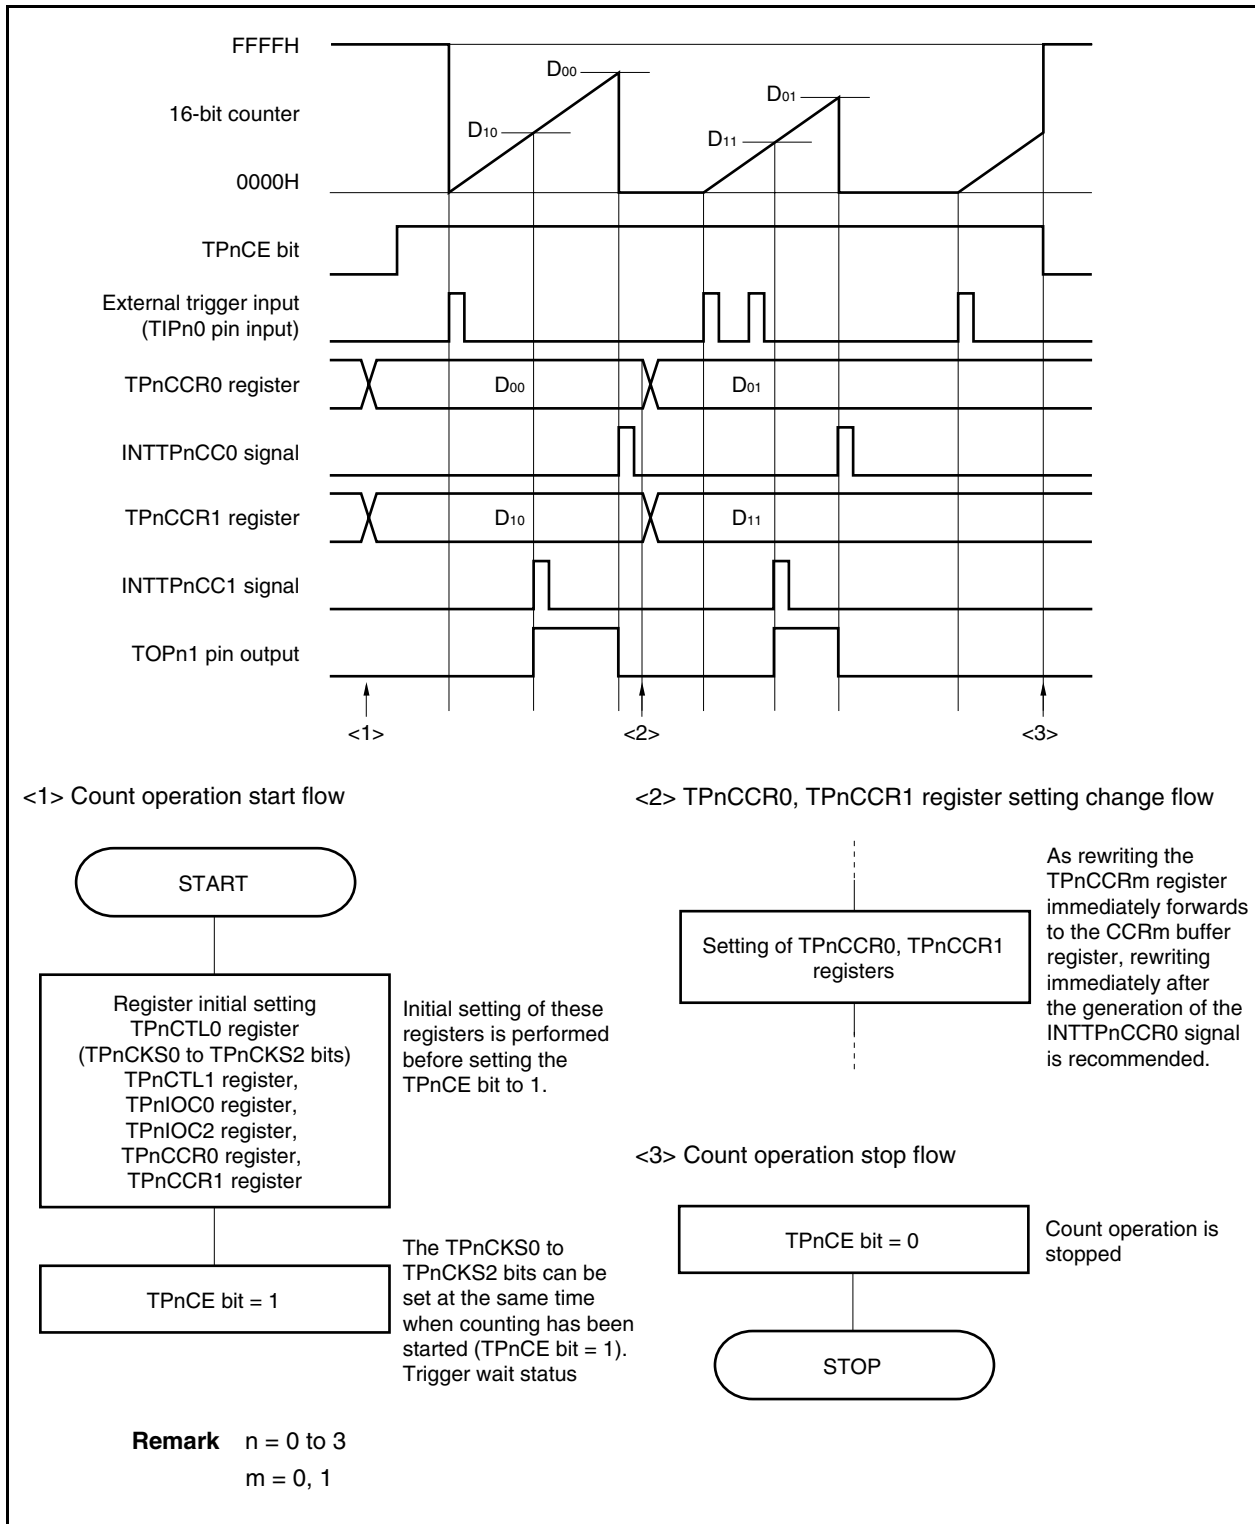 FFFFH
D00
D01
16-bit counter
D10
D11
0000H
TPnCE bit
External trigger input
(TIPn0 pin input)
TPnCCR0 register
D00
D01
INTTPnCC0 signal
TPnCCR1 register
D10
D11
INTTPnCC1 signal
TOPn1 pin output
<1>
<2>
<3>
<1> Count operation start flow
START
Register initial setting
TPnCTL0 register
(TPnCKS0 to TPnCKS2 bits)
TPnCTL1 register,
TPnIOC0 register,
TPnIOC2 register,
TPnCCR0 register,
TPnCCR1 register
Initial setting of these
registers is performed
before setting the
TPnCE bit to 1.
TPnCE bit = 1
The TPnCKS0 to
TPnCKS2 bits can be
set at the same time
when counting has been
started (TPnCE bit = 1).
Trigger wait status
<2> TPnCCR0, TPnCCR1 register setting change flow
Setting of TPnCCR0, TPnCCR1
registers
As rewriting the
TPnCCRm register
immediately forwards
to the CCRm buffer
register, rewriting
immediately after
the generation of the
INTTPnCCR0 signal
is recommended.
<3> Count operation stop flow
TPnCE bit = 0
Count operation is
stopped
STOP
Remark n = 0 to 3
m = 0, 1